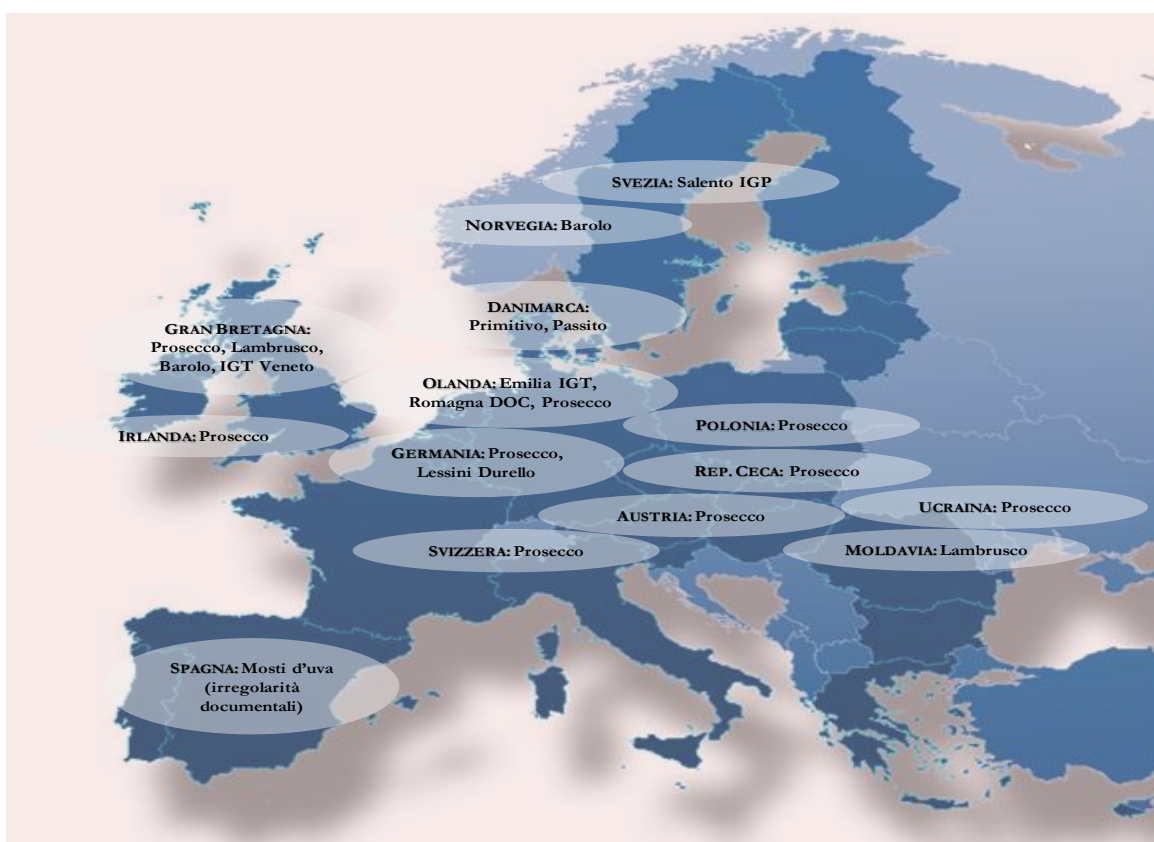 SVEZIA: Salento IGP
NORVEGIA: Barolo
DANIMARCA:
Primitivo, Passito
GRAN BRETAGNA:
Prosecco, Lambrusco,
Barolo, IGT Veneto
OLANDA: Emilia IGT,
Romagna DOC, Prosecco
POLONIA: Prosecco
IRLANDA: Prosecco
GERMANIA: Prosecco,
Lessini Durello
REP. CECA: Prosecco
UCRAINA: Prosecco
AUSTRIA: Prosecco
SVIZZERA: Prosecco
MOLDAVIA: Lambrusco
SPAGNA: Mosti d'uva
(irregolarità
documentali)